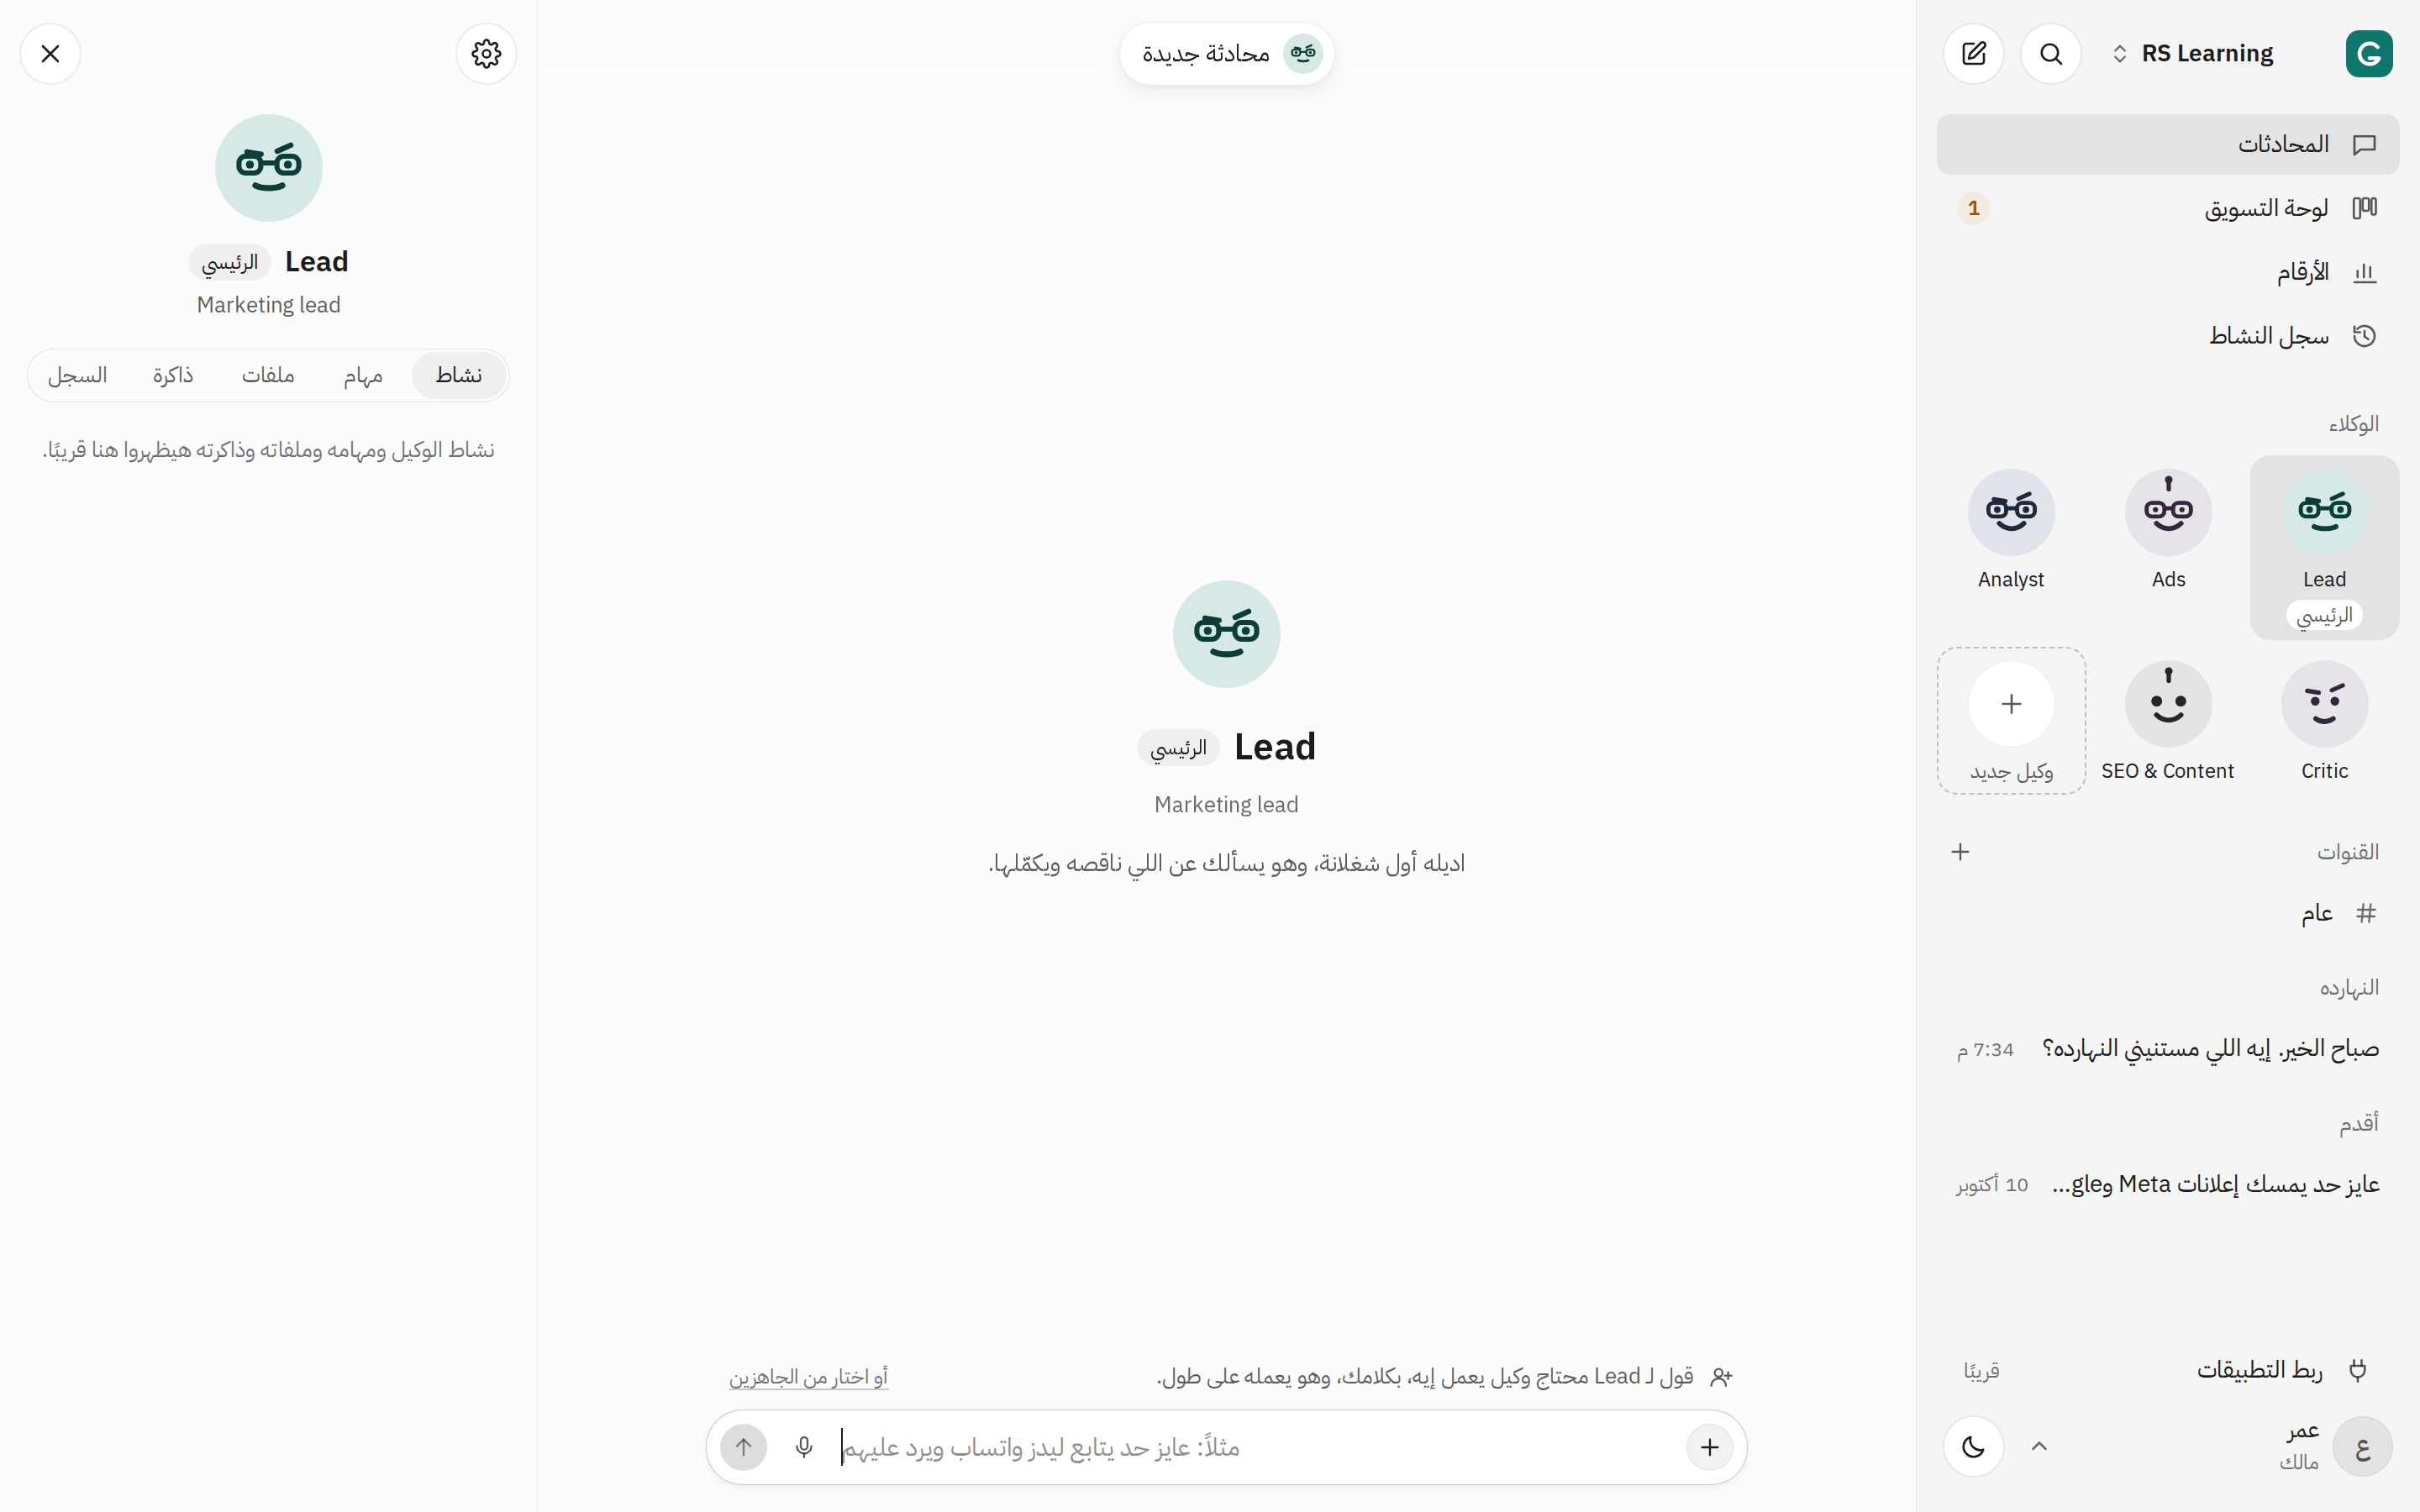 RS Learning
المحادثات
لوحة التسويق 1
الأرقام
سجل النشاط
الوكلاء
Lead
الرئيسي
Ads
Analyst
Critic
SEO & Content
وكيل جديد
القنوات
عام
النهارده
صباح الخير. إيه اللي مستنيني النهارده؟ 7:34 م
أقدم
عايز حد يمسك إعلانات Meta وgle... 10 أكتوبر
ربط التطبيقات قريبًا
ع
عمر
مالك
محادثة جديدة
Lead الرئيسي
Marketing lead
اديله أول شغلانة، وهو يسألك عن اللي ناقصه ويكمّلها.
قول لـ Lead محتاج وكيل يعمل إيه، بكلامك، وهو يعمله على طول. أو اختار من الجاهزين
مثلاً: عايز حد يتابع ليدز واتساب ويرد عليهم
Lead الرئيسي
Marketing lead
نشاط مهام ملفات ذاكرة السجل
نشاط الوكيل ومهامه وملفاته وذاكرته هيظهروا هنا قريبًا.